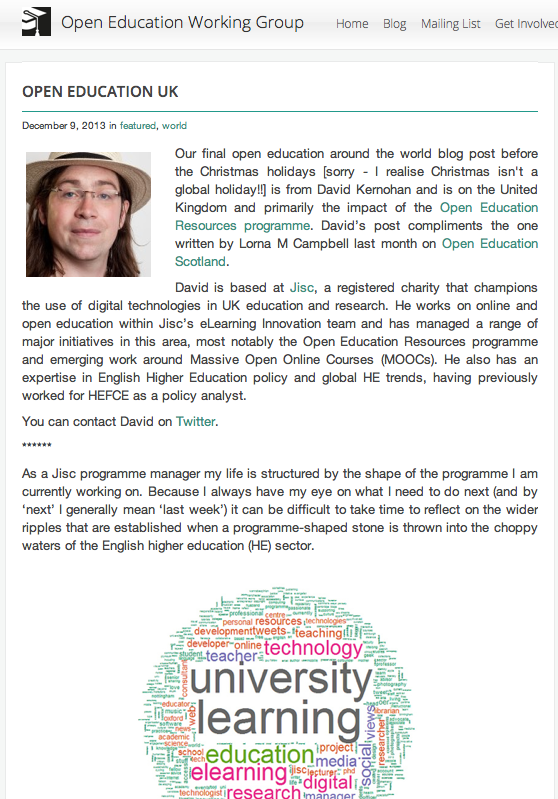 Open Education Working Group
Home Blog Mailing List Get Involved
OPEN EDUCATION UK
December 9, 2013 in featured, world
Our final open education around the world blog post before
the Christmas holidays [sorry - I realise Christmas isn't a
global holiday!!] is from David Kernohan and is on the United
Kingdom and primarily the impact of the Open Education
Resources programme. David's post compliments the one
written by Lorna M Campbell last month on Open Education
Scotland.
David is based at Jisc, a registered charity that champions
the use of digital technologies in UK education and research. He works on online and
open education within Jisc's eLearning Innovation team and has managed a range of
major initiatives in this area, most notably the Open Education Resources programme
and emerging work around Massive Open Online Courses (MOOCs). He also has an
expertise in English Higher Education policy and global HE trends, having previously
worked for HEFCE as a policy analyst.
You can contact David on Twitter.
******
As a Jisc programme manager my life is structured by the shape of the programme I am
currently working on. Because I always have my eye on what I need to do next (and by
‘next’ I generally mean ‘last week’) it can be difficult to take time to reflect on the wider
ripples that are established when a programme-shaped stone is thrown into the choppy
waters of the English higher education (HE) sector.
professional centre
personal resources technologies
development tweets teaching
developer online technology
student teacher
consultant
university
educator
music
oxford
software
web
learning
views
social
librarian
researcher
news
academic
science
school
education
project
tech
elearning
jisc
lecturer
phd
media
digital
technologist
research
manager